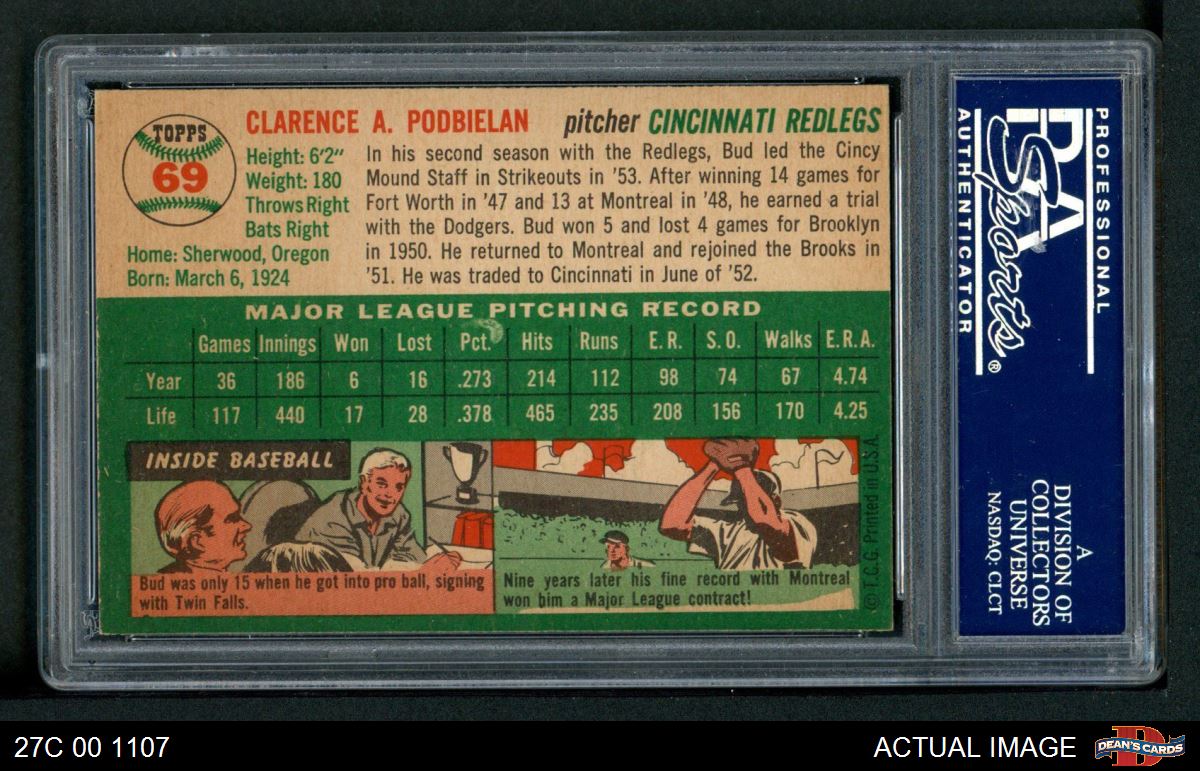 TOPPS
69
CLARENCE A. PODBIELAN pitcher CINCINNATI REDLEGS
Height: 6'2"
Weight: 180
Throws Right
Bats Right
Home: Sherwood, Oregon
Born: March 6, 1924
In his second season with the Redlegs, Bud led the Cincy
Mound Staff in Strikeouts in '53. After winning 14 games for
Fort Worth in '47 and 13 at Montreal in '48, he earned a trial
with the Dodgers. Bud won 5 and lost 4 games for Brooklyn
in 1950. He returned to Montreal and rejoined the Brooks in
'51. He was traded to Cincinnati in June of '52.
MAJOR LEAGUE PITCHING RECORD
Games Innings Won Lost Pct. Hits Runs E.R. S.O. Walks E.R.A.
Year 36 186 6 16 .273 214 112 98 74 67 4.74
Life 117 440 17 28 .378 465 235 208 156 170 4.25
INSIDE BASEBALL
Bud was only 15 when he got into pro ball, signing
with Twin Falls.
Nine years later his fine record with Montreal
won him a Major League contract!
© T.C.G. Printed in U.S.A.
PROFESSIONAL
PSA
Sports®
AUTHENTICATOR
A
DIVISION OF
COLLECTORS
UNIVERSE
NASDAQ: CLCT
27C 00 1107
ACTUAL IMAGE
D
DEAN'S CARDS